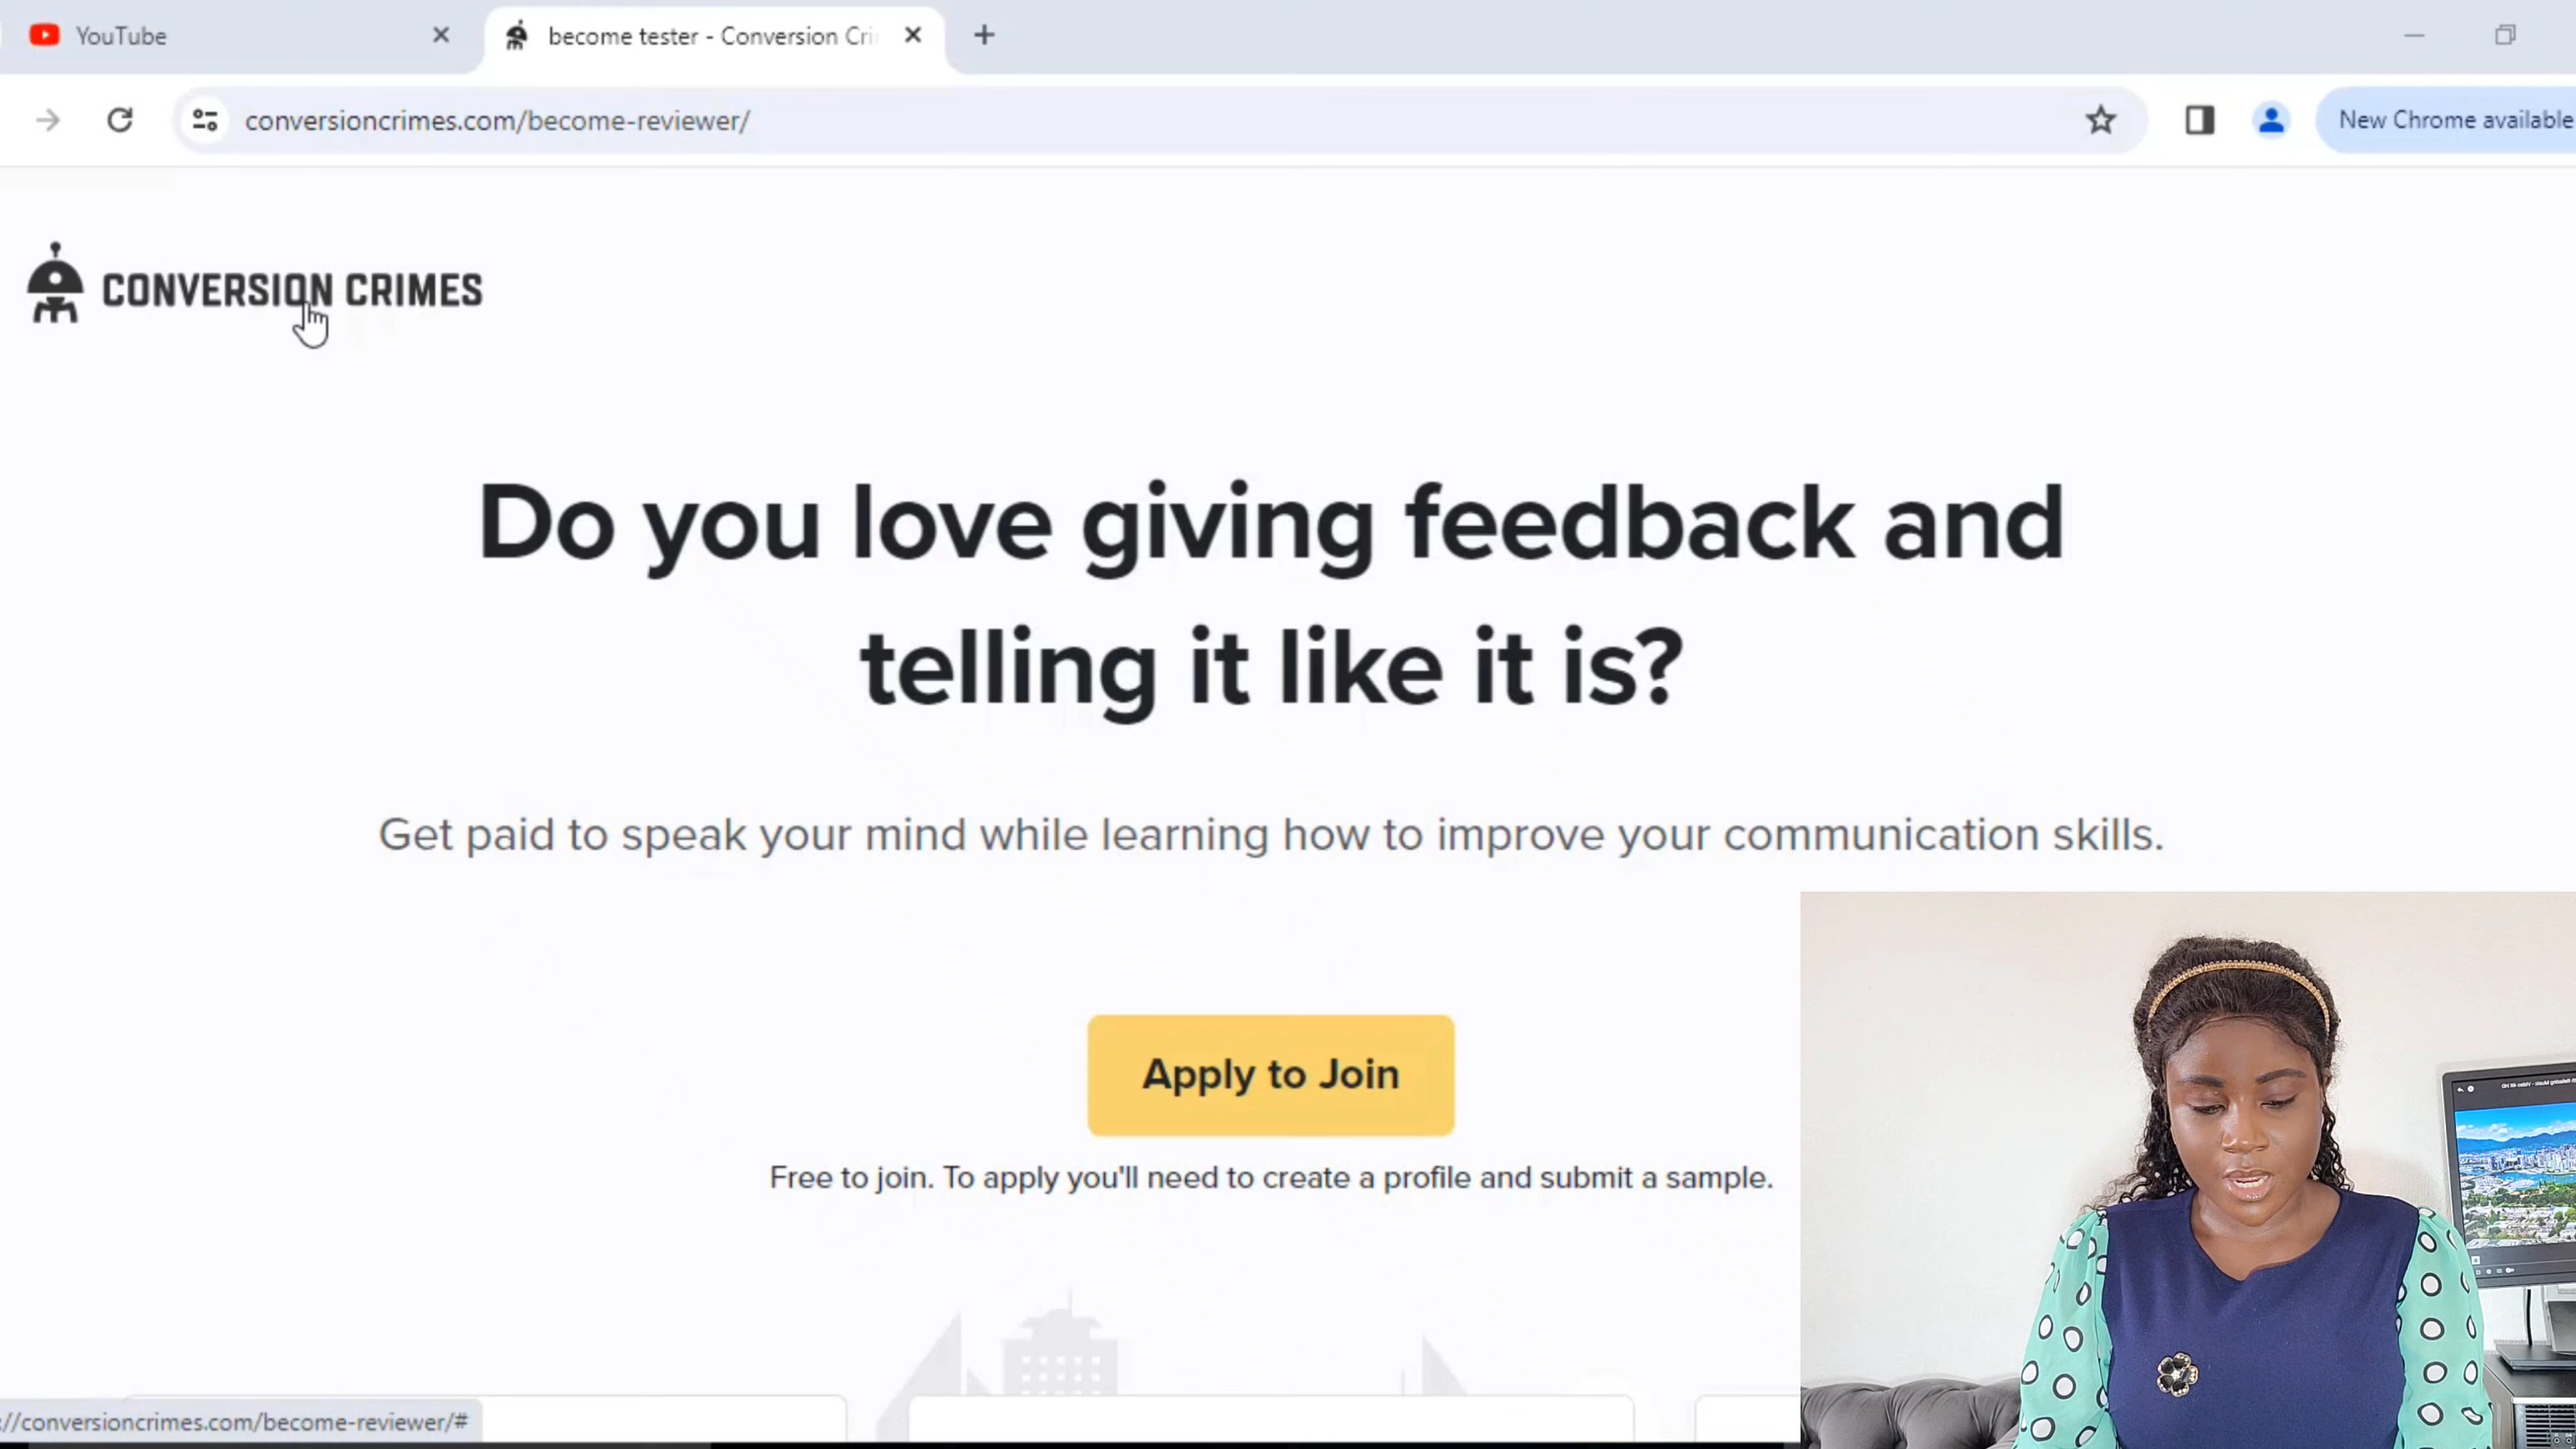 YouTube
become tester - Conversion Cri
conversioncrimes.com/become-reviewer/
New Chrome available
CONVERSION CRIMES
Do you love giving feedback and
telling it like it is?
Get paid to speak your mind while learning how to improve your communication skills.
Apply to Join
Free to join. To apply you'll need to create a profile and submit a sample.
://conversioncrimes.com/become-reviewer/#